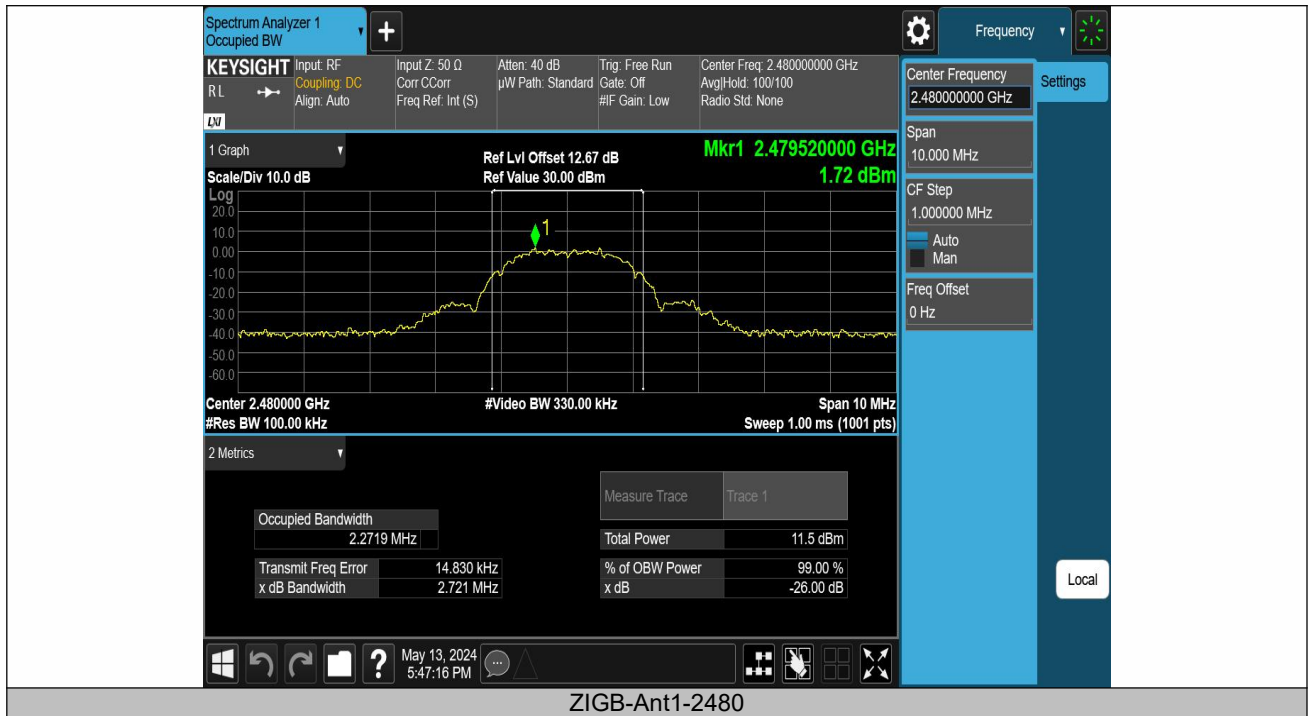 Spectrum Analyzer 1
Occupied BW
Frequency
KEYSIGHT
R L
LXI
Input: RF
Coupling: DC
Align: Auto
Input Z: 50 Ω
Corr CCorr
Freq Ref: Int (S)
Atten: 40 dB
µW Path: Standard
Trig: Free Run
Gate: Off
#IF Gain: Low
Center Freq: 2.480000000 GHz
Avg|Hold: 100/100
Radio Std: None
Center Frequency
2.480000000 GHz
Settings
Span
10.000 MHz
CF Step
1.000000 MHz
Auto
Man
Freq Offset
0 Hz
Local
1 Graph
Scale/Div 10.0 dB
Ref Lvl Offset 12.67 dB
Ref Value 30.00 dBm
Mkr1 2.479520000 GHz
1.72 dBm
Log
20.0
10.0
0.00
-10.0
-20.0
-30.0
-40.0
-50.0
-60.0
1
Center 2.480000 GHz
#Video BW 330.00 kHz
Span 10 MHz
#Res BW 100.00 kHz
Sweep 1.00 ms (1001 pts)
2 Metrics
Measure Trace
Trace 1
Occupied Bandwidth
2.2719 MHz
Total Power
11.5 dBm
Transmit Freq Error
14.830 kHz
% of OBW Power
99.00 %
x dB Bandwidth
2.721 MHz
x dB
-26.00 dB
May 13, 2024
5:47:16 PM
ZIGB-Ant1-2480